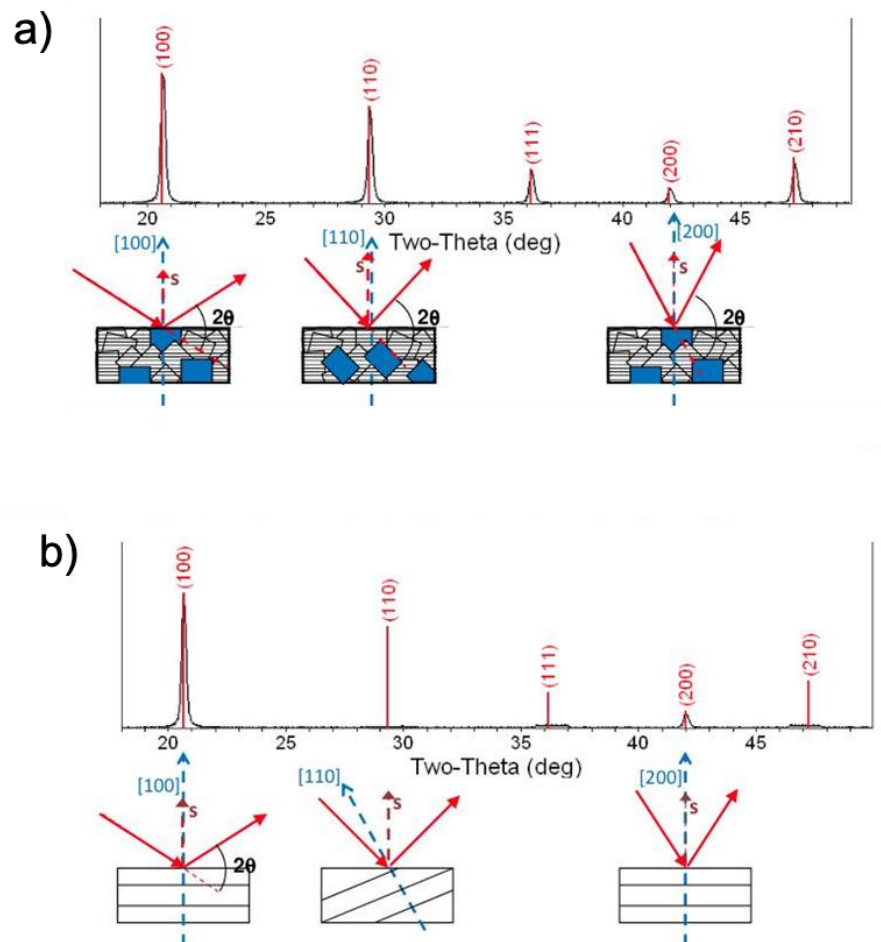 a)
(100)
(110)
(111)
(200)
(210)
20 25 29 35 40 45
Two-Theta (deg)
[100] [110] [200]
s s s
2θ 2θ 2θ
b)
(100)
(110)
(111)
(200)
(210)
20 25 30 35 40 45
Two-Theta (deg)
[100] [110] [200]
s s s
2θ